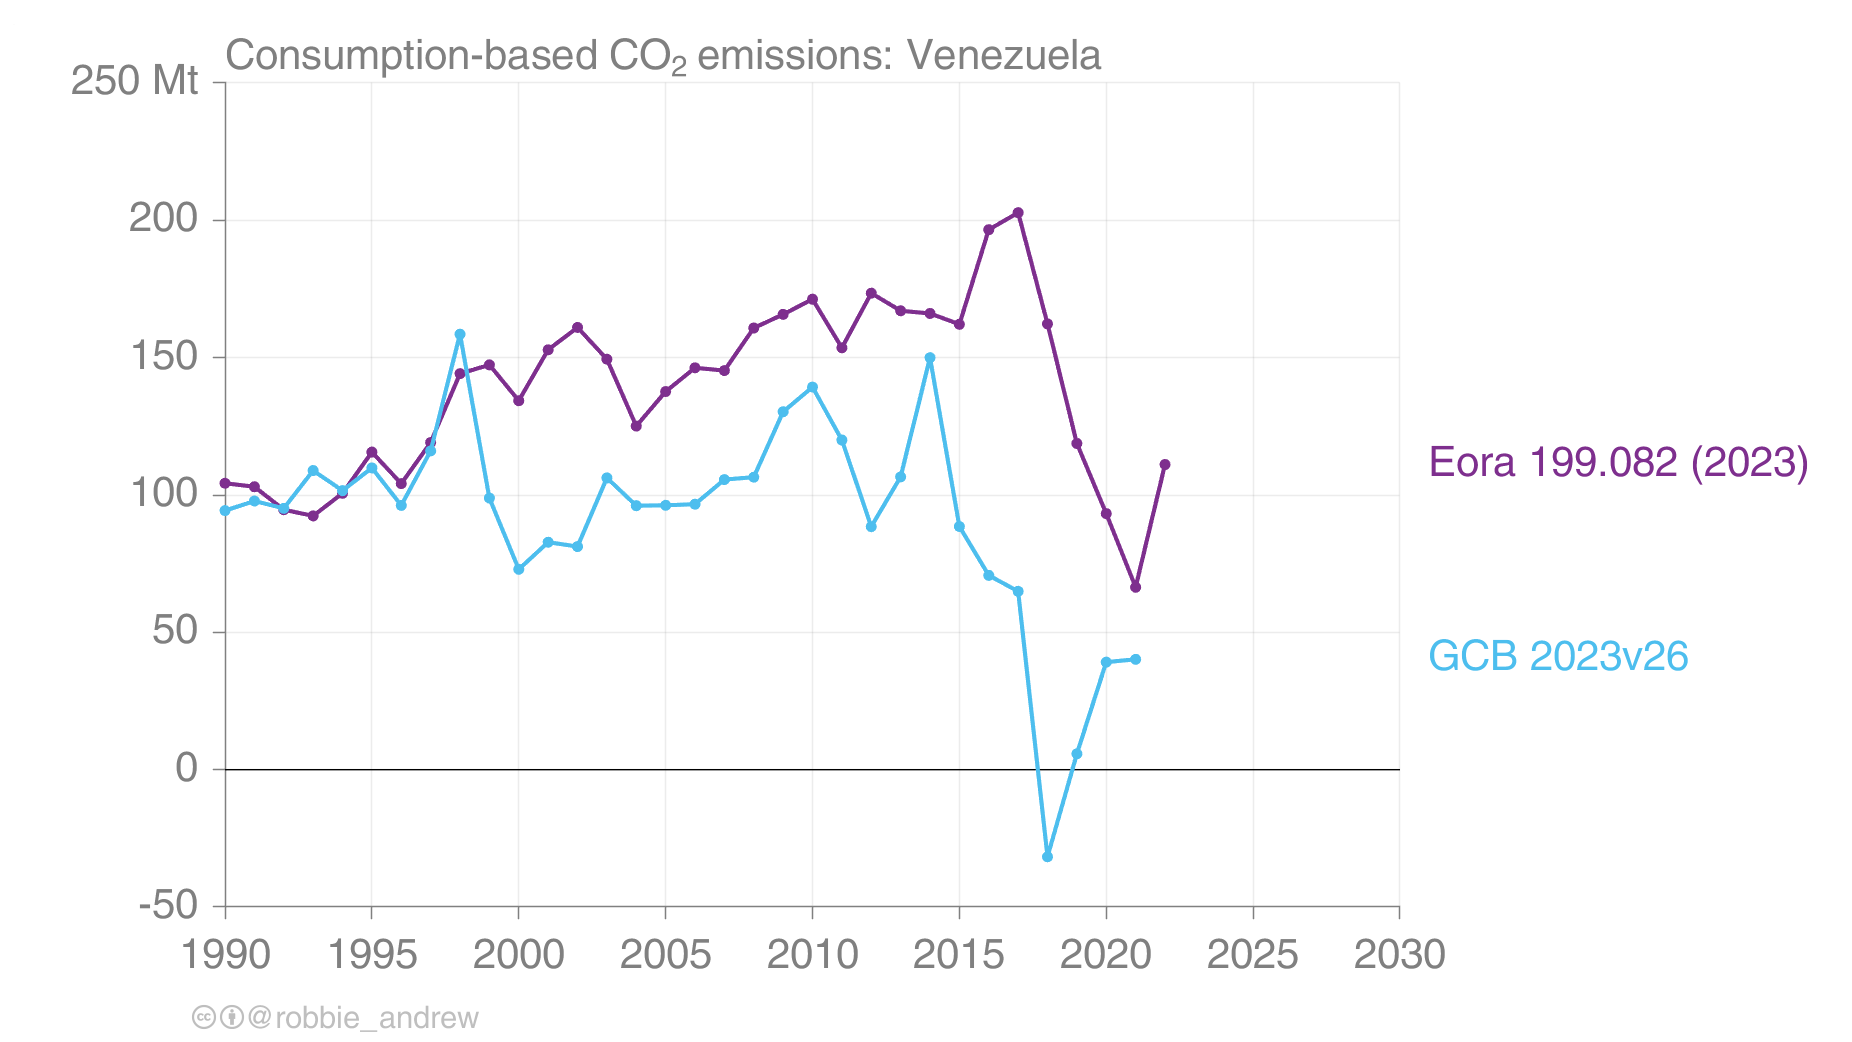 Consumption-based CO₂ emissions: Venezuela
250 Mt
200
150
100
50
0
-50
1990 1995 2000 2005 2010 2015 2020 2025 2030
Eora 199.082 (2023)
GCB 2023v26
cc @robbie_andrew